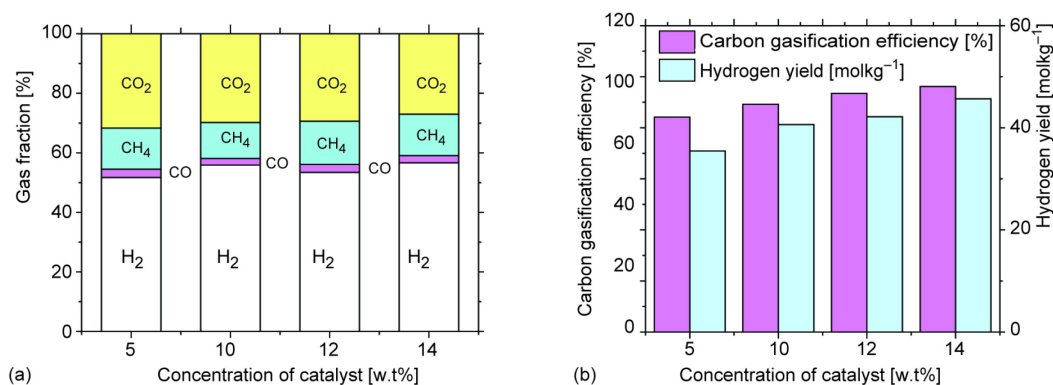 100
80
60
40
20
0
Gas fraction [%]
CO2
CH4
H2
CO2
CH4
H2
CO2
CH4
H2
CO2
CH4
H2
CO
CO
CO
5
10
12
14
(a)
Concentration of catalyst [w.t%]
120
100
80
60
40
20
0
Carbon gasification efficiency [%]
Carbon gasification efficiency [%]
Hydrogen yield [molkg⁻¹]
60
40
20
0
Hydrogen yield [molkg⁻¹]
5
10
12
14
(b)
Concentration of catalyst [w.t%]